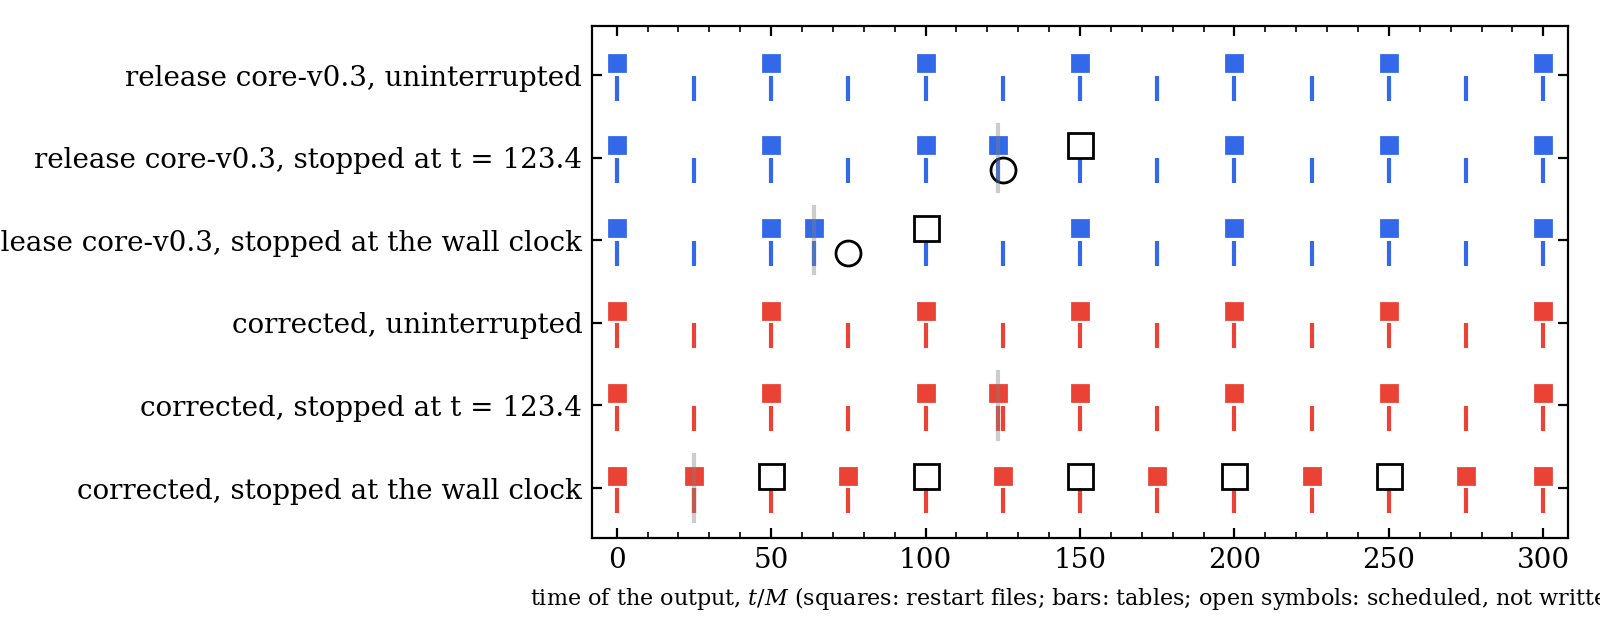 release core-v0.3, uninterrupted
release core-v0.3, stopped at t = 123.4
lease core-v0.3, stopped at the wall clock
corrected, uninterrupted
corrected, stopped at t = 123.4
corrected, stopped at the wall clock
0 50 100 150 200 250 300
time of the output, t/M (squares: restart files; bars: tables; open symbols: scheduled, not writte